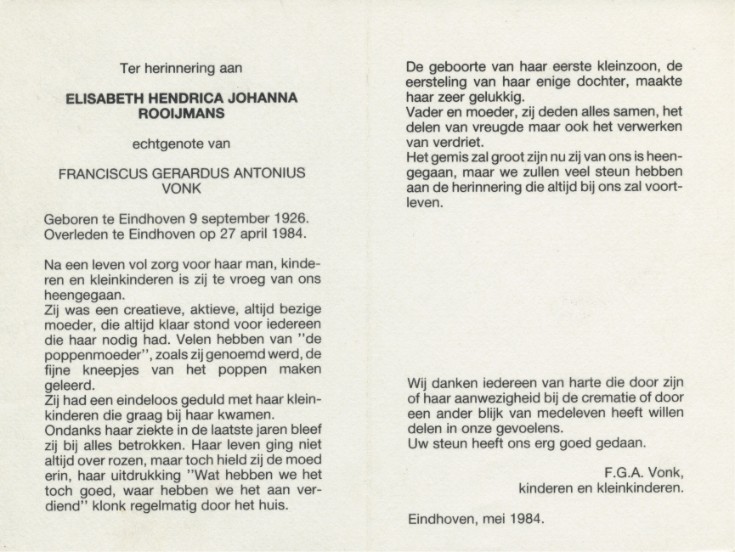 Ter herinnering aan
ELISABETH HENDRICA JOHANNA
ROOIJMANS
echtgenote van
FRANCISCUS GERARDUS ANTONIUS
VONK
Geboren te Eindhoven 9 september 1926.
Overleden te Eindhoven op 27 april 1984.
Na een leven vol zorg voor haar man, kinde-
ren en kleinkinderen is zij te vroeg van ons
heengegaan.
Zij was een creatieve, aktieve, altijd bezige
moeder, die altijd klaar stond voor iedereen
die haar nodig had. Velen hebben van "de
poppenmoeder", zoals zij genoemd werd, de
fijne kneepjes van het poppen maken
geleerd.
Zij had een eindeloos geduld met haar klein-
kinderen die graag bij haar kwamen.
Ondanks haar ziekte in de laatste jaren bleef
zij bij alles betrokken. Haar leven ging niet
altijd over rozen, maar toch hield zij de moed
erin, haar uitdrukking "Wat hebben we het
toch goed, waar hebben we het aan ver-
diend" klonk regelmatig door het huis.
De geboorte van haar eerste kleinzoon, de
eersteling van haar enige dochter, maakte
haar zeer gelukkig.
Vader en moeder, zij deden alles samen, het
delen van vreugde maar ook het verwerken
van verdriet.
Het gemis zal groot zijn nu zij van ons is heen-
gegaan, maar we zullen veel steun hebben
aan de herinnering die altijd bij ons zal voort-
leven.
Wij danken iedereen van harte die door zijn
of haar aanwezigheid bij de crematie of door
een ander blijk van medeleven heeft willen
delen in onze gevoelens.
Uw steun heeft ons erg goed gedaan.
F.G.A. Vonk,
kinderen en kleinkinderen.
Eindhoven, mei 1984.